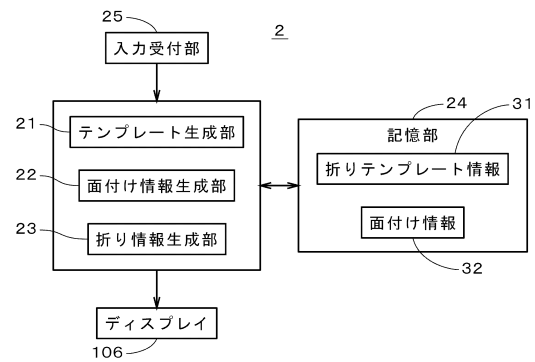 25
入力受付部
2
21
テンプレート生成部
22
面付け情報生成部
23
折り情報生成部
24
記憶部
31
折りテンプレート情報
面付け情報
32
ディスプレイ
106